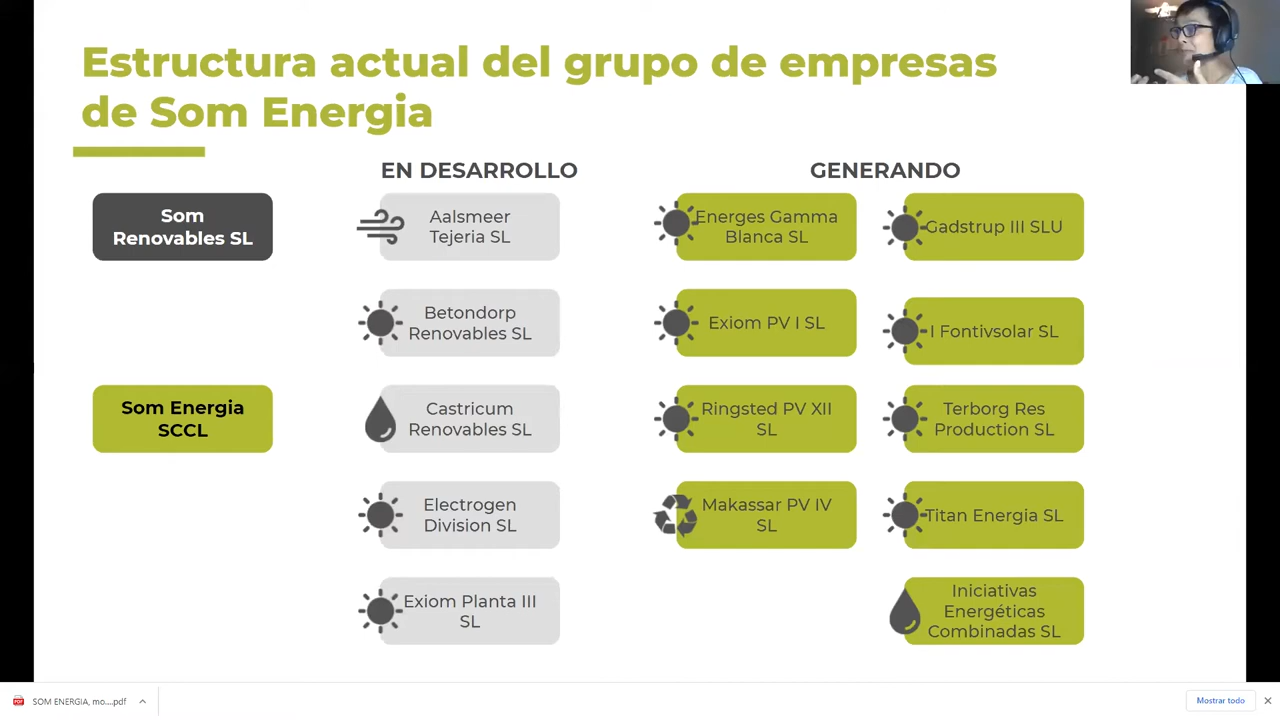 Estructura actual del grupo de empresas
de Som Energia
EN DESARROLLO
GENERANDO
Som
Renovables SL
Aalsmeer
Tejeria SL
Energes Gamma
Blanca SL
Gadstrup III SLU
Betondorp
Renovables SL
Exiom PV I SL
I Fontivsolar SL
Som Energia
SCCL
Castricum
Renovables SL
Ringsted PV XII
SL
Terborg Res
Production SL
Electrogen
Division SL
Makassar PV IV
SL
Titan Energia SL
Exiom Planta III
SL
Iniciativas
Energéticas
Combinadas SL
SOM ENERGIA, mo....pdf
Mostrar todo